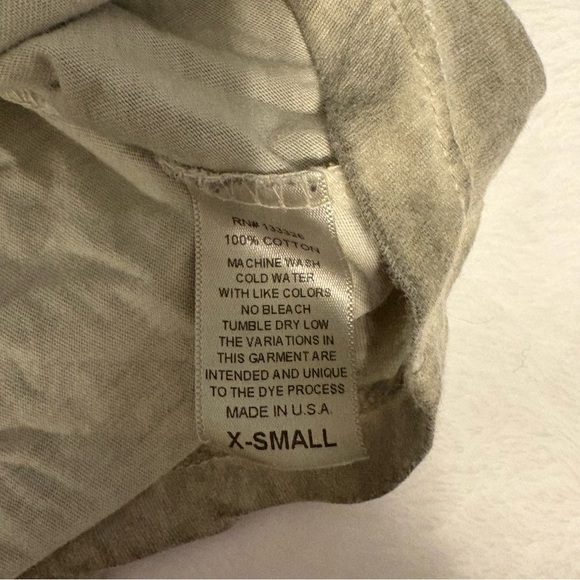 RN# 133336
100% COTTON
MACHINE WASH
COLD WATER
WITH LIKE COLORS
NO BLEACH
TUMBLE DRY LOW
THE VARIATIONS IN
THIS GARMENT ARE
INTENDED AND UNIQUE
TO THE DYE PROCESS
MADE IN U.S.A.
X-SMALL